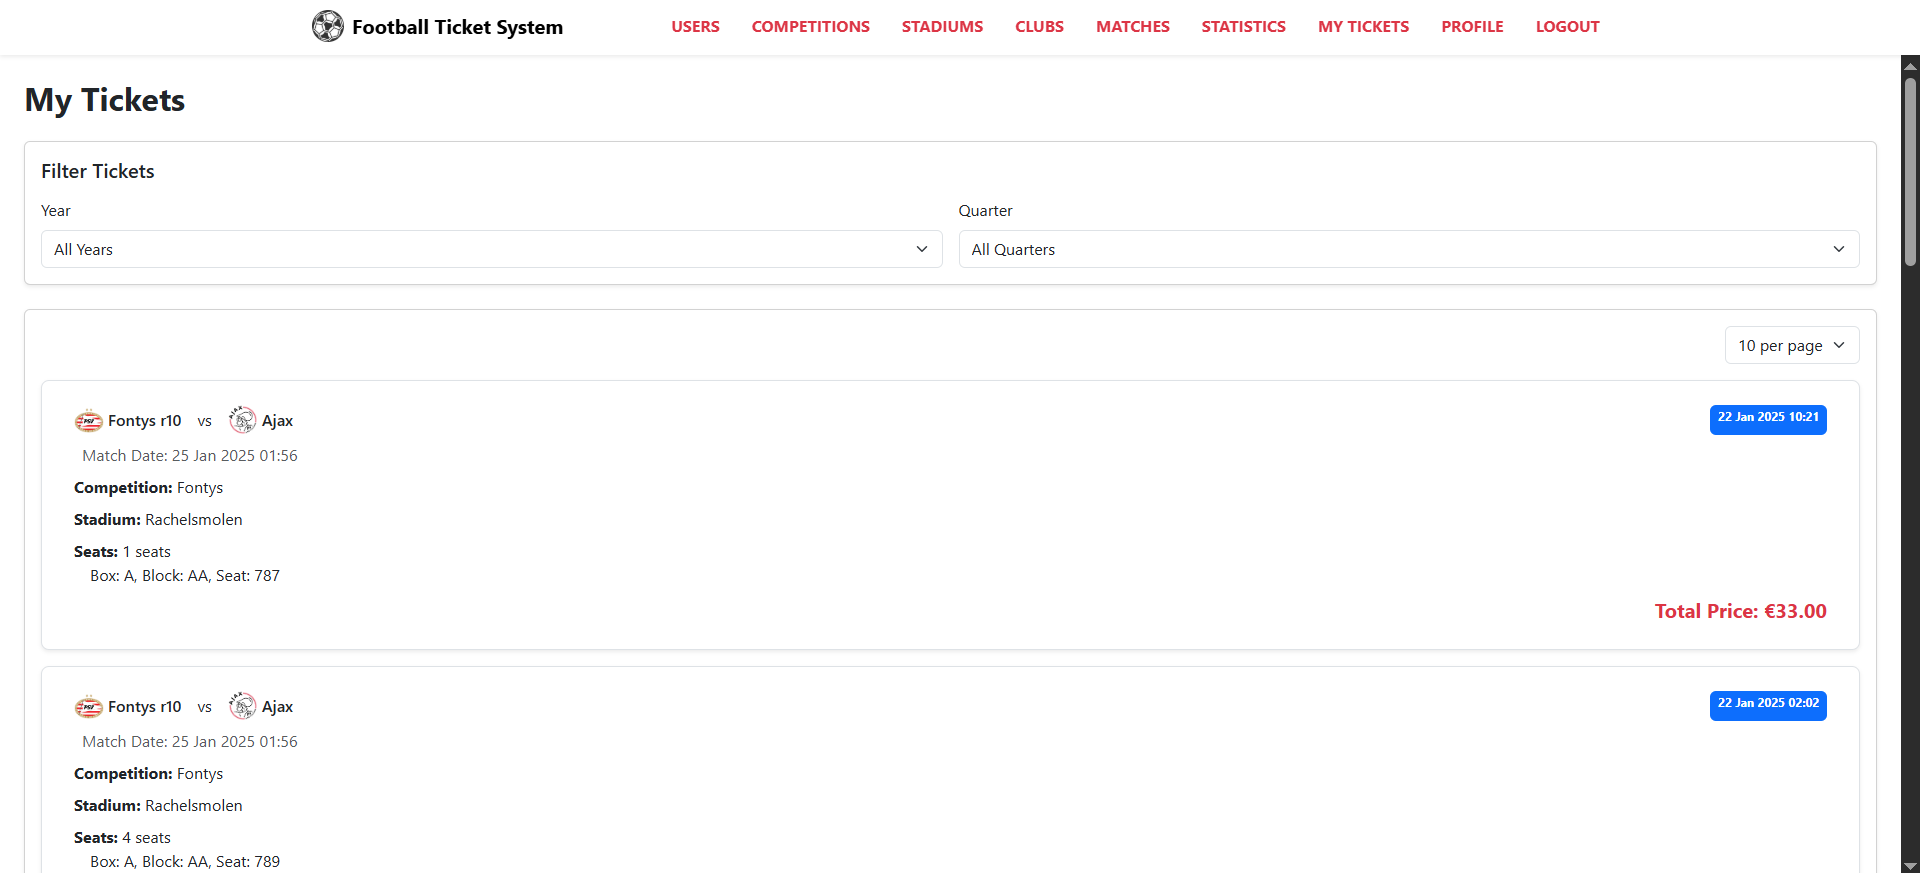 Football Ticket System USERS COMPETITIONS STADIUMS CLUBS MATCHES STATISTICS MY TICKETS PROFILE LOGOUT
My Tickets
Filter Tickets
Year Quarter
All Years All Quarters
10 per page
PSV Fontys r10 vs AJAX Ajax 22 Jan 2025 10:21
Match Date: 25 Jan 2025 01:56
Competition: Fontys
Stadium: Rachelsmolen
Seats: 1 seats
Box: A, Block: AA, Seat: 787
Total Price: €33.00
PSV Fontys r10 vs AJAX Ajax 22 Jan 2025 02:02
Match Date: 25 Jan 2025 01:56
Competition: Fontys
Stadium: Rachelsmolen
Seats: 4 seats
Box: A, Block: AA, Seat: 789